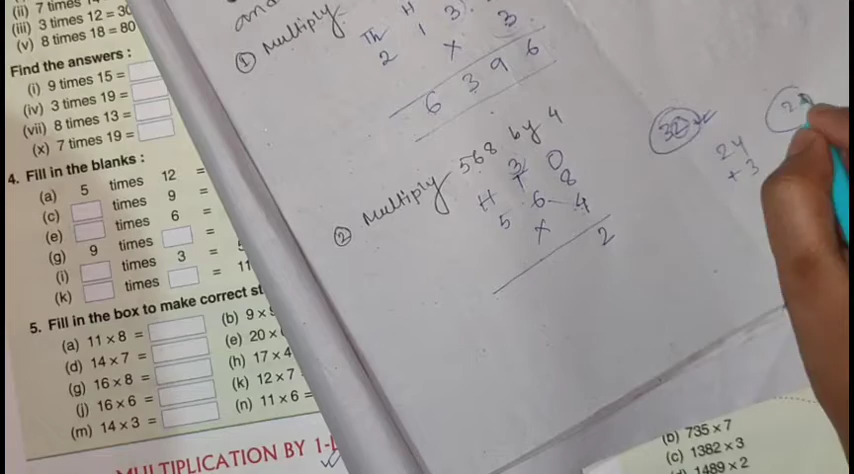 (ii) 7 times
(iii) 3 times 12 =
(v) 8 times 18 = 80
Find the answers :
(i) 9 times 15 =
(iv) 3 times 19 =
(vii) 8 times 13 =
(x) 7 times 19 =
4. Fill in the blanks :
(a) 5 times 12 =
(c) times 9 =
(e) times 6 =
(g) 9 times =
(i) times 3 =
(k) times = 11
5. Fill in the box to make correct st
(a) 11 × 8 = (b) 9 ×
(d) 14 × 7 = (e) 20 ×
(g) 16 × 8 = (h) 17 × 4
(j) 16 × 6 = (k) 12 × 7
(m) 14 × 3 = (n) 11 × 6 =
MULTIPLICATION BY 1-
and
① Multiply
Th H
2 1 3 3
×
6 3 9 6
② Multiply 568 by 4
3
H T O
5 6 8
× 4
2
32
24
+ 3
2
(b) 735 × 7
(c) 1382 × 3
(d) 1489 × 2